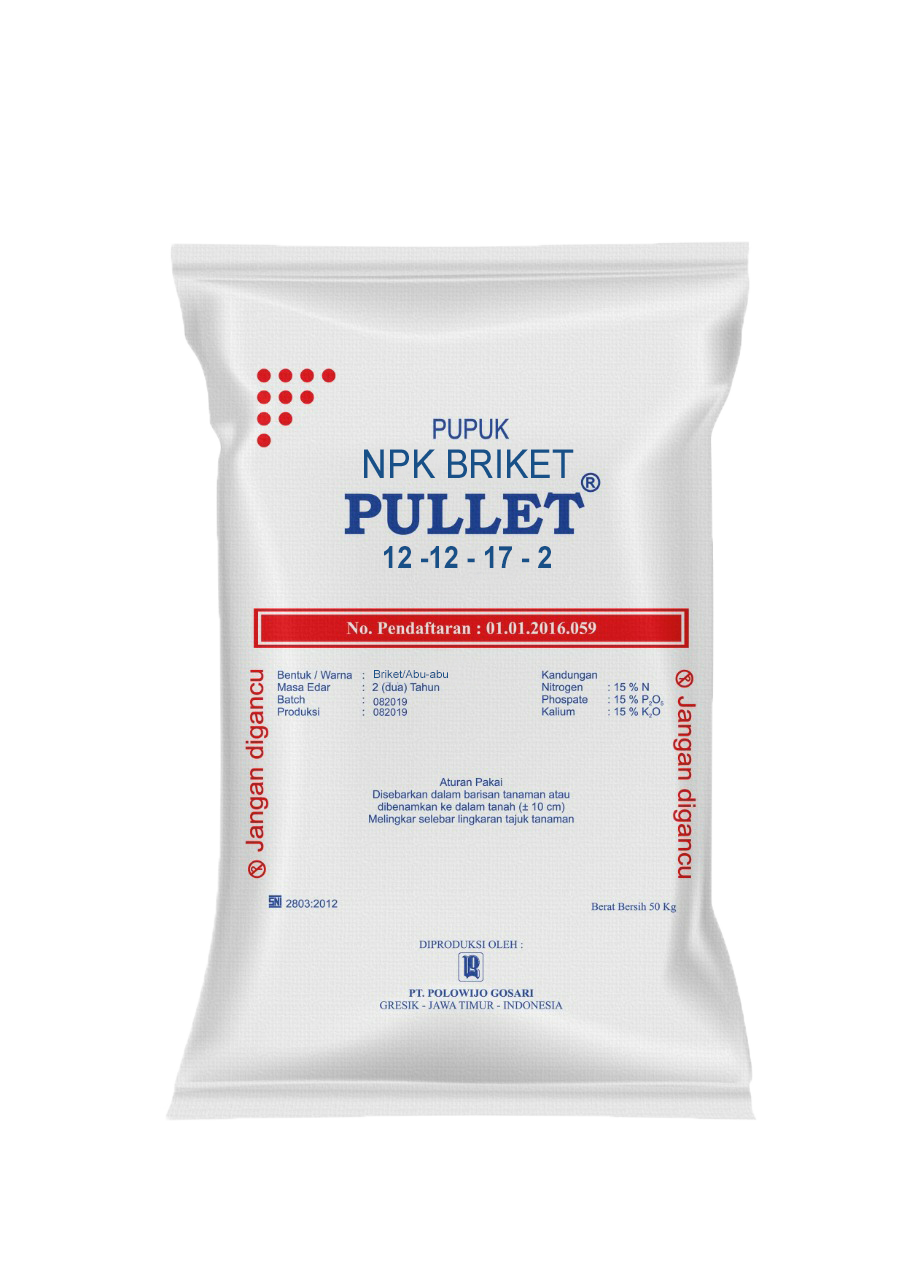 PUPUK
NPK BRIKET
PULLET®
12 -12 - 17 - 2
No. Pendaftaran : 01.01.2016.059
Bentuk / Warna : Briket/Abu-abu
Masa Edar : 2 (dua) Tahun
Batch : 082019
Produksi : 082019
Kandungan
Nitrogen : 15 % N
Phospate : 15 % P₂O₅
Kalium : 15 % K₂O
Jangan digancu
Jangan digancu
Aturan Pakai
Disebarkan dalam barisan tanaman atau
dibenamkan ke dalam tanah (± 10 cm)
Melingkar selebar lingkaran tajuk tanaman
SNI 2803:2012
Berat Bersih 50 Kg
DIPRODUKSI OLEH :
PT. POLOWIJO GOSARI
GRESIK - JAWA TIMUR - INDONESIA